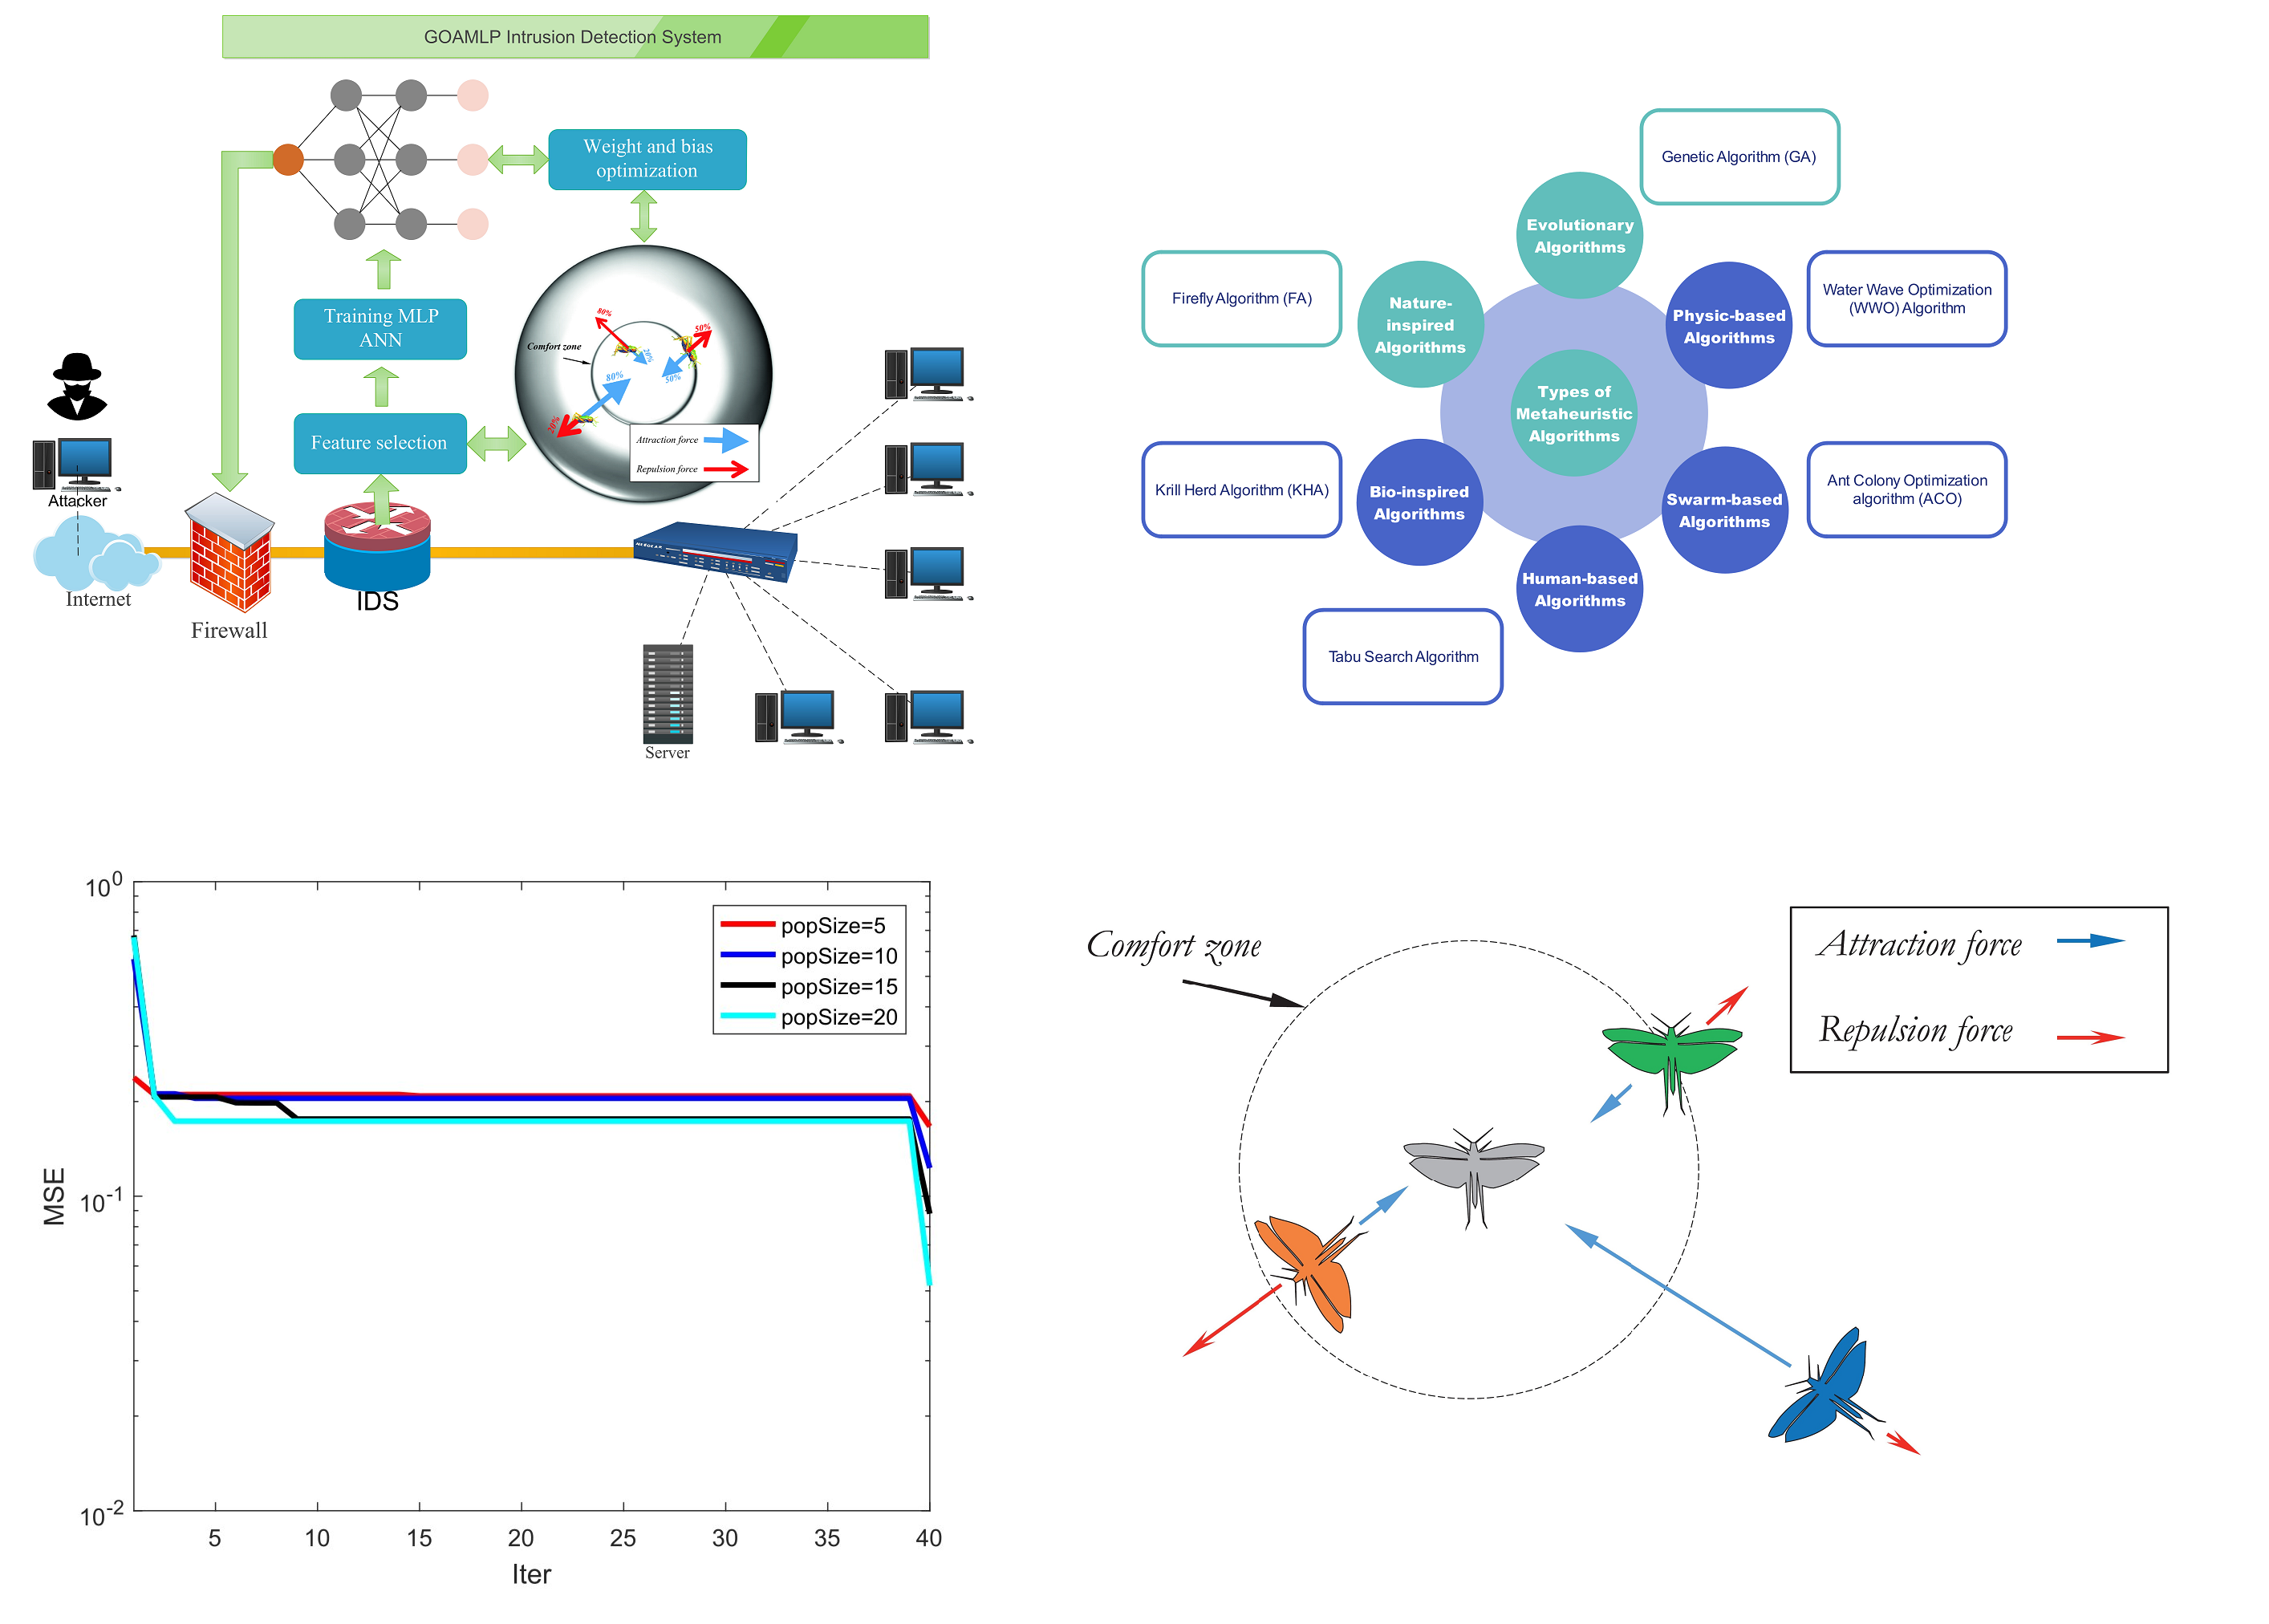 GOAMLP Intrusion Detection System
Weight and bias
optimization
Training MLP
ANN
Feature selection
Comfort zone
80%
20%
50%
50%
80%
20%
Attraction force
Repulsion force
Attacker
Internet
Firewall
IDS
NETGEAR
Server
Genetic Algorithm (GA)
Evolutionary
Algorithms
Firefly Algorithm (FA)
Nature-
inspired
Algorithms
Physic-based
Algorithms
Water Wave Optimization
(WWO) Algorithm
Types of
Metaheuristic
Algorithms
Krill Herd Algorithm (KHA)
Bio-inspired
Algorithms
Swarm-based
Algorithms
Ant Colony Optimization
algorithm (ACO)
Human-based
Algorithms
Tabu Search Algorithm
10^0
10^-1
10^-2
MSE
popSize=5
popSize=10
popSize=15
popSize=20
5 10 15 20 25 30 35 40
Iter
Comfort zone
Attraction force
Repulsion force